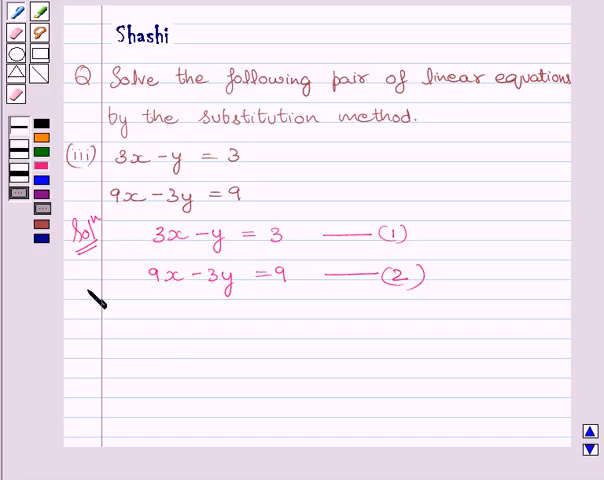 Shashi
Q Solve the following pair of linear equations
by the substitution method.
(iii) 3x - y = 3
9x - 3y = 9
Solⁿ 3x - y = 3 —— (1)
9x - 3y = 9 —— (2)